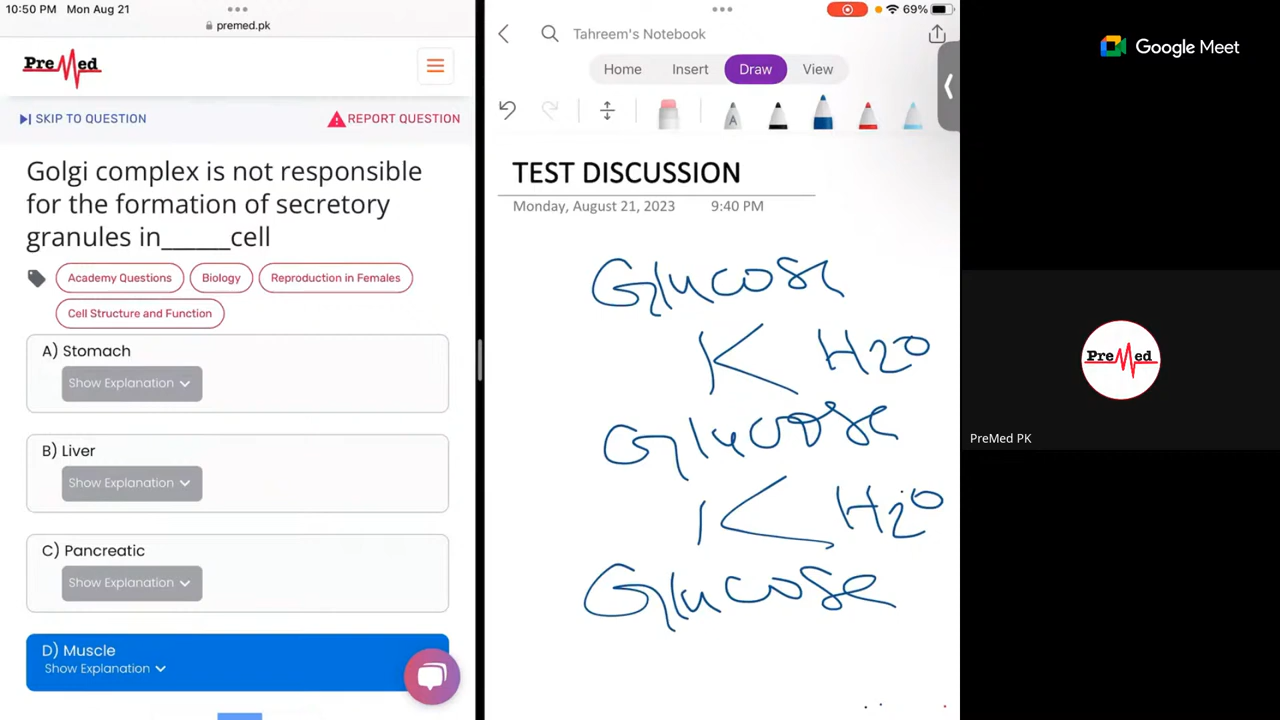 10:50 PM Mon Aug 21
premed.pk
PreMed
SKIP TO QUESTION
REPORT QUESTION
Golgi complex is not responsible
for the formation of secretory
granules in______cell
Academy Questions
Biology
Reproduction in Females
Cell Structure and Function
A) Stomach
Show Explanation
B) Liver
Show Explanation
C) Pancreatic
Show Explanation
D) Muscle
Show Explanation
69%
Tahreem's Notebook
Home Insert Draw View
A
TEST DISCUSSION
Monday, August 21, 2023 9:40 PM
Glucose
H2O
Glucose
H2O
Glucose
Google Meet
PreMed
PreMed PK